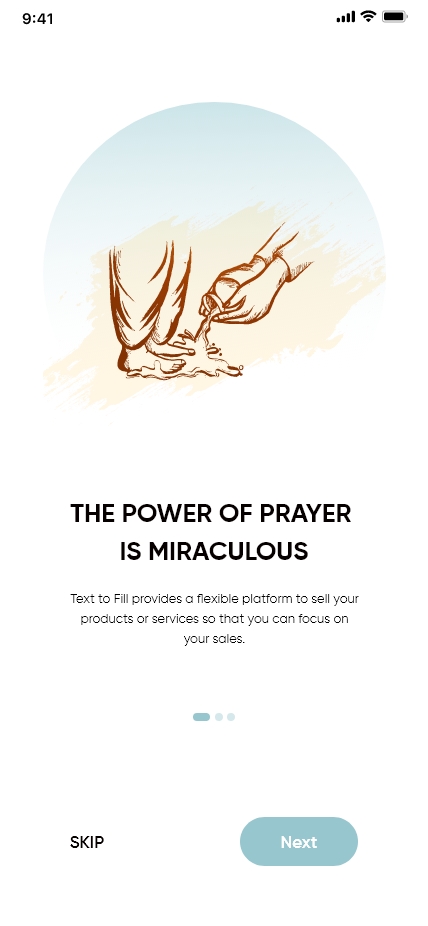 9:41
THE POWER OF PRAYER
IS MIRACULOUS
Text to Fill provides a flexible platform to sell your
products or services so that you can focus on
your sales.
SKIP
Next